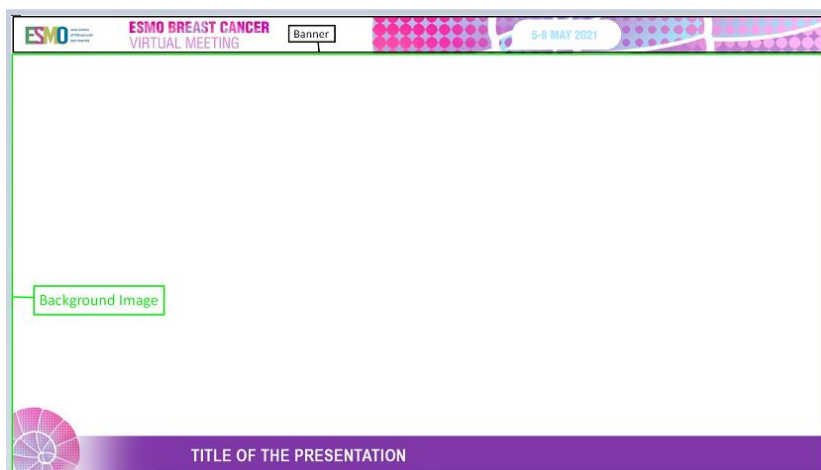 ESMO
ESMO BREAST CANCER
VIRTUAL MEETING
Banner
5-8 MAY 2021
Background Image
TITLE OF THE PRESENTATION